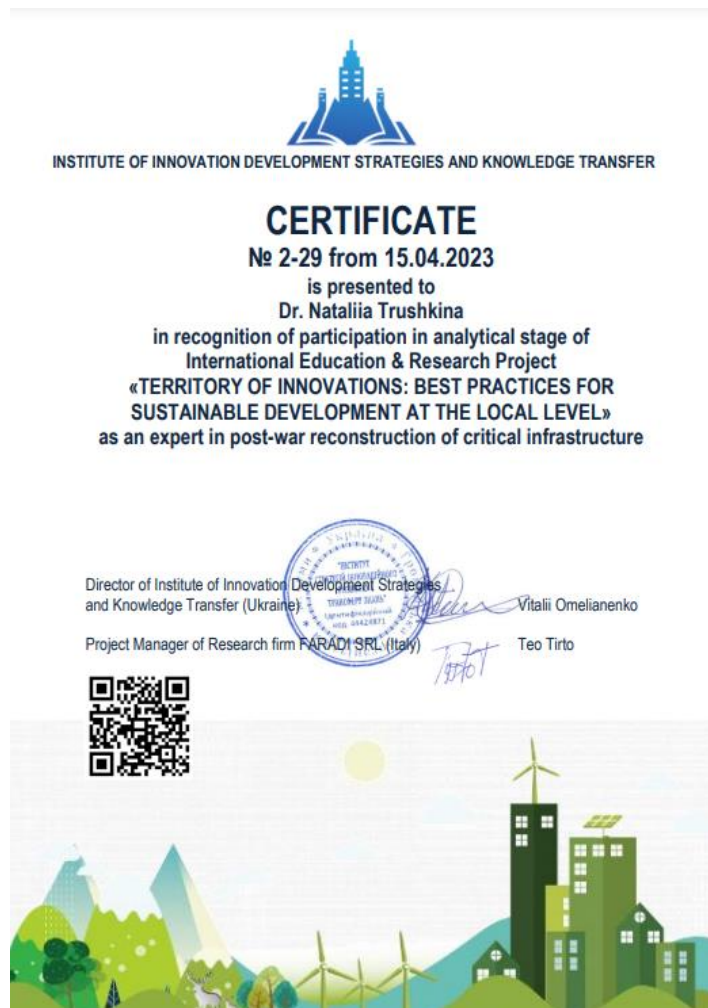 INSTITUTE OF INNOVATION DEVELOPMENT STRATEGIES AND KNOWLEDGE TRANSFER
CERTIFICATE
№ 2-29 from 15.04.2023
is presented to
Dr. Nataliia Trushkina
in recognition of participation in analytical stage of
International Education & Research Project
«TERRITORY OF INNOVATIONS: BEST PRACTICES FOR
SUSTAINABLE DEVELOPMENT AT THE LOCAL LEVEL»
as an expert in post-war reconstruction of critical infrastructure
Україна
"ІНСТИТУТ
код 44424871
Director of Institute of Innovation Development Strategies
and Knowledge Transfer (Ukraine) Vitalii Omelianenko
Project Manager of Research firm FARADI SRL (Italy) Teo Tirto